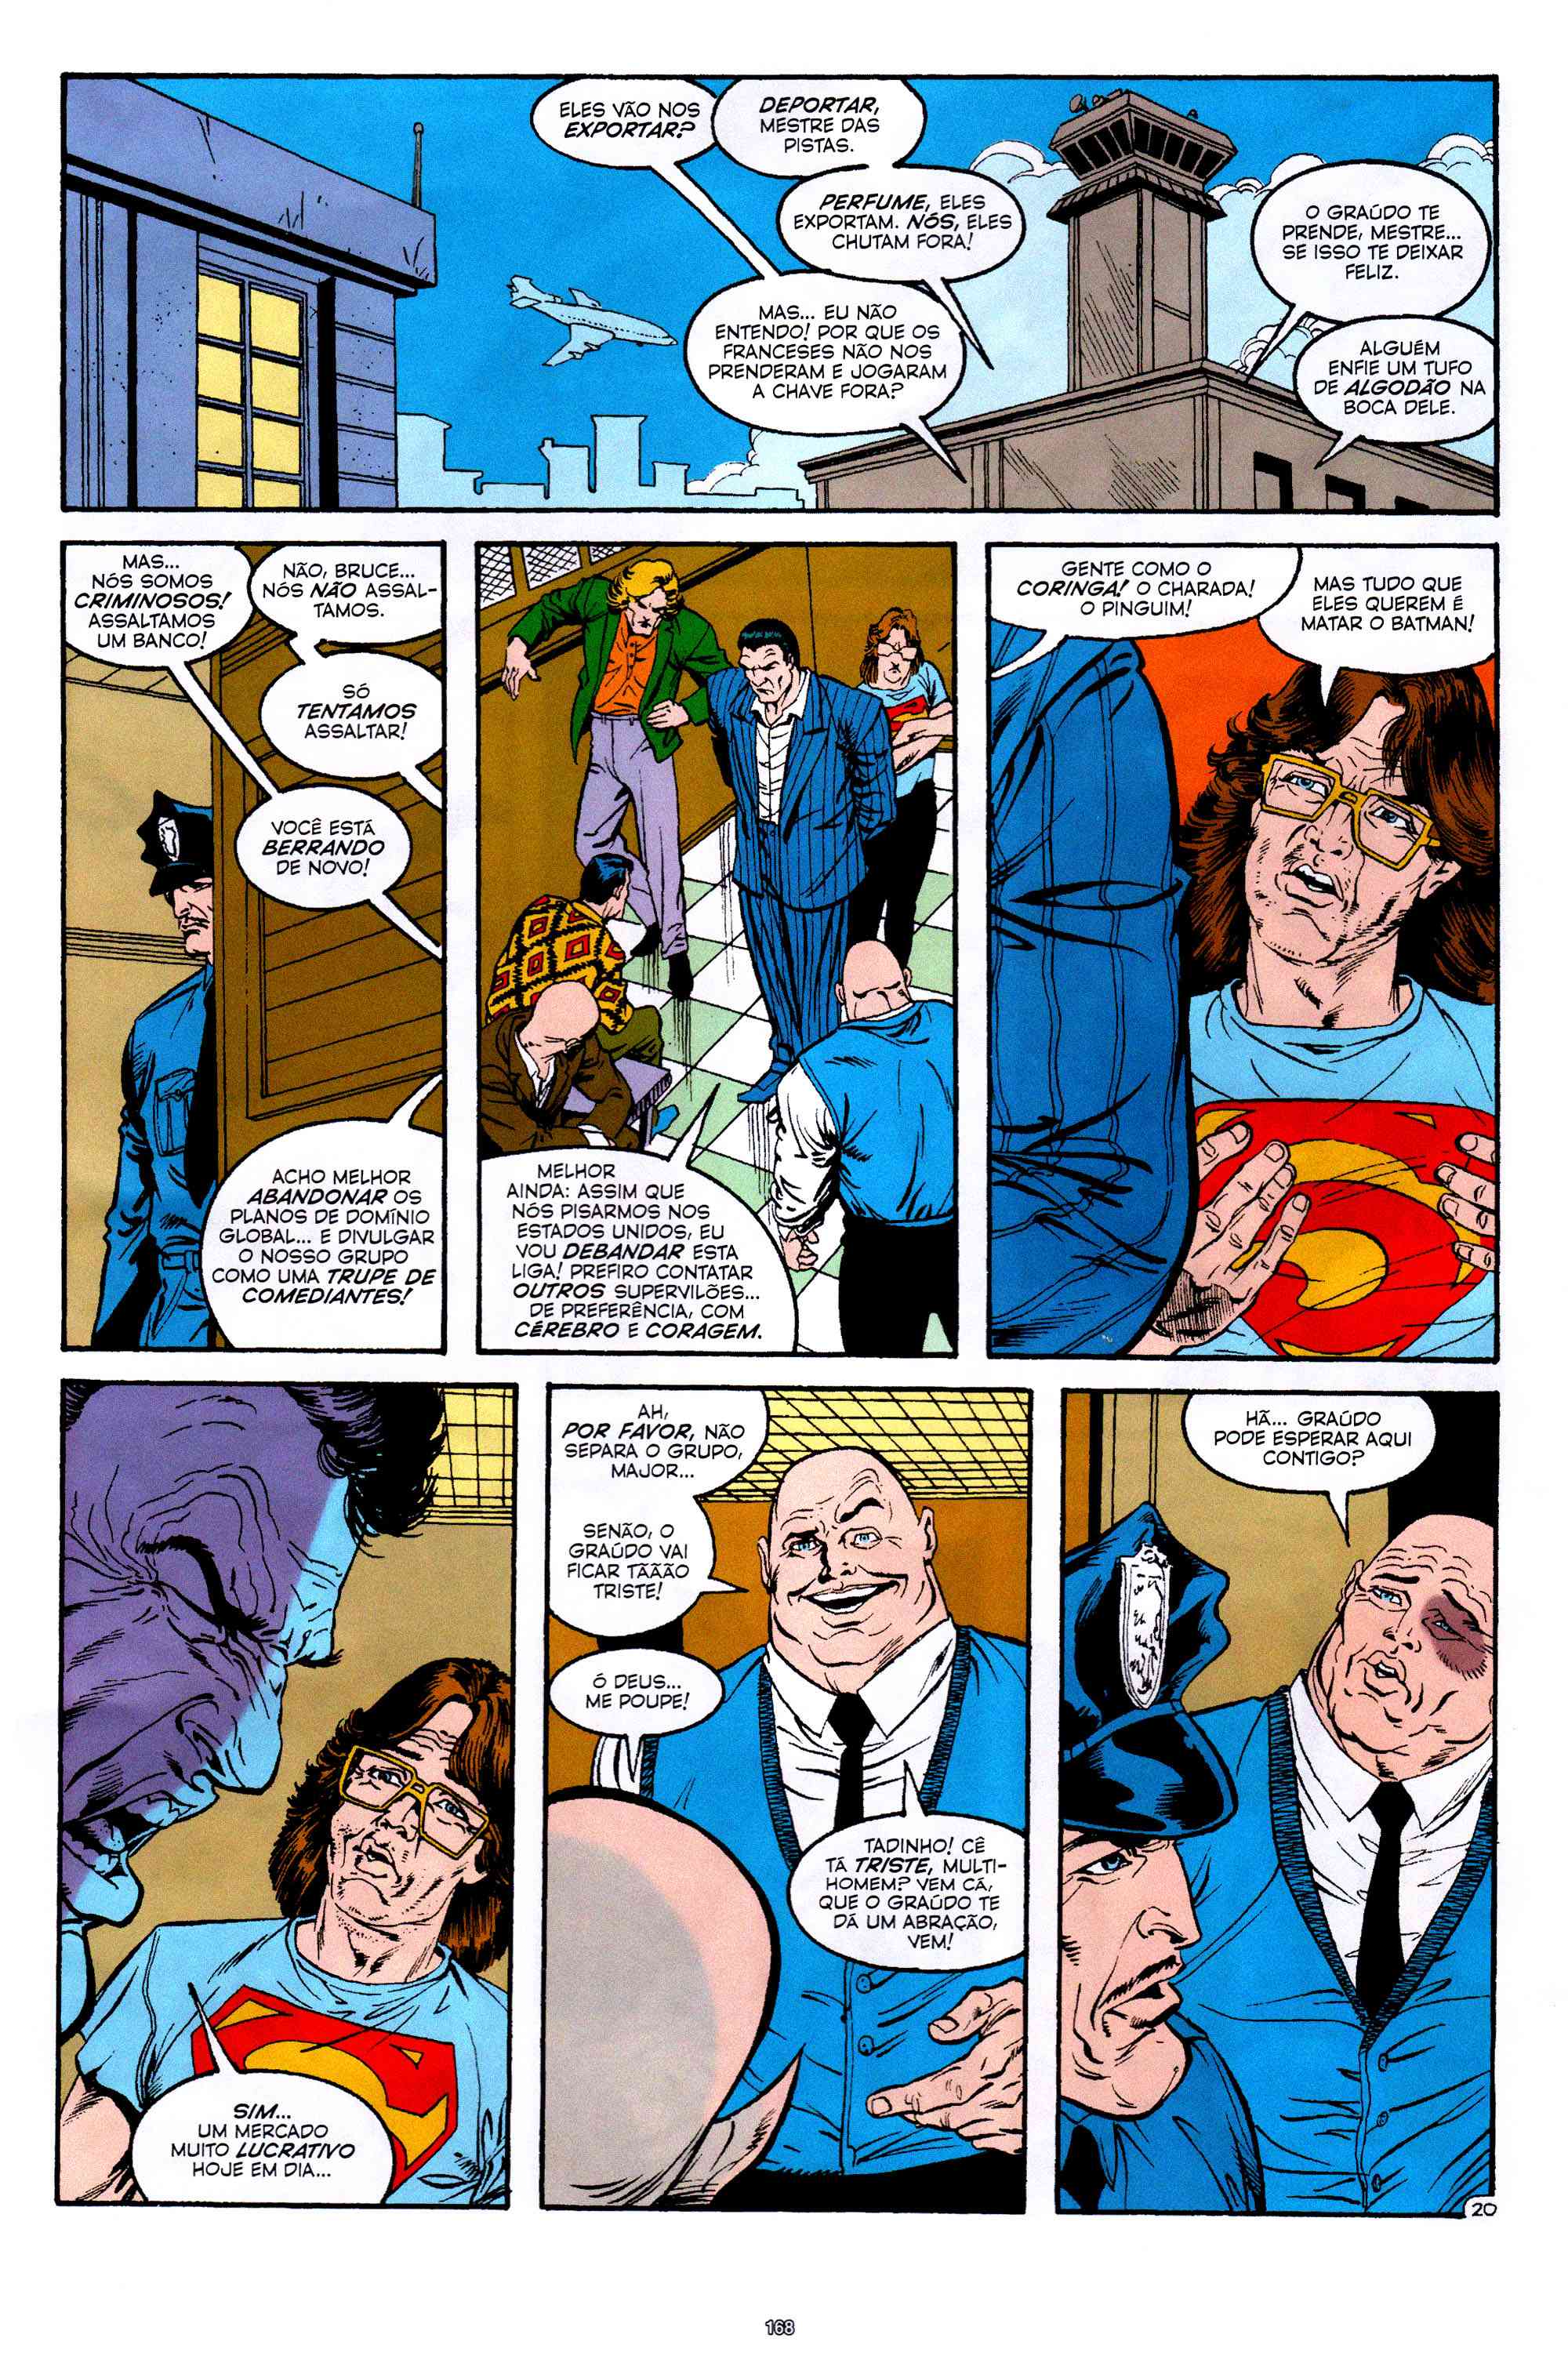 ELES VÃO NOS
EXPORTAR?
DEPORTAR,
MESTRE DAS
PISTAS.
PERFUME, ELES
EXPORTAM. NÓS, ELES
CHUTAM FORA!
MAS... EU NÃO
ENTENDO! POR QUE OS
FRANCESES NÃO NOS
PRENDERAM E JOGARAM
A CHAVE FORA?
O GRAÚDO TE
PRENDE, MESTRE...
SE ISSO TE DEIXAR
FELIZ.
ALGUÉM
ENFIE UM TUFO
DE ALGODÃO NA
BOCA DELE.
MAS...
NÓS SOMOS
CRIMINOSOS!
ASSALTAMOS
UM BANCO!
NÃO, BRUCE...
NÓS NÃO ASSAL-
TAMOS.
SÓ
TENTAMOS
ASSALTAR!
VOCÊ ESTÁ
BERRANDO
DE NOVO!
ACHO MELHOR
ABANDONAR OS
PLANOS DE DOMÍNIO
GLOBAL... E DIVULGAR
O NOSSO GRUPO
COMO UMA TRUPE DE
COMEDIANTES!
MELHOR
AINDA: ASSIM QUE
NÓS PISARMOS NOS
ESTADOS UNIDOS, EU
VOU DEBANDAR ESTA
LIGA! PREFIRO CONTATAR
OUTROS SUPERVILÕES...
DE PREFERÊNCIA, COM
CÉREBRO E CORAGEM.
GENTE COMO O
CORINGA! O CHARADA!
O PINGUIM!
MAS TUDO QUE
ELES QUEREM É
MATAR O BATMAN!
SIM...
UM MERCADO
MUITO LUCRATIVO
HOJE EM DIA...
AH,
POR FAVOR, NÃO
SEPARA O GRUPO,
MAJOR...
SENÃO, O
GRAÚDO VAI
FICAR TÃÃÃO
TRISTE!
Ó DEUS...
ME POUPE!
TADINHO! CÊ
TÁ TRISTE, MULTI-
HOMEM? VEM CÁ,
QUE O GRAÚDO TE
DÁ UM ABRAÇÃO,
VEM!
HÃ... GRAÚDO
PODE ESPERAR AQUI
CONTIGO?
20
168